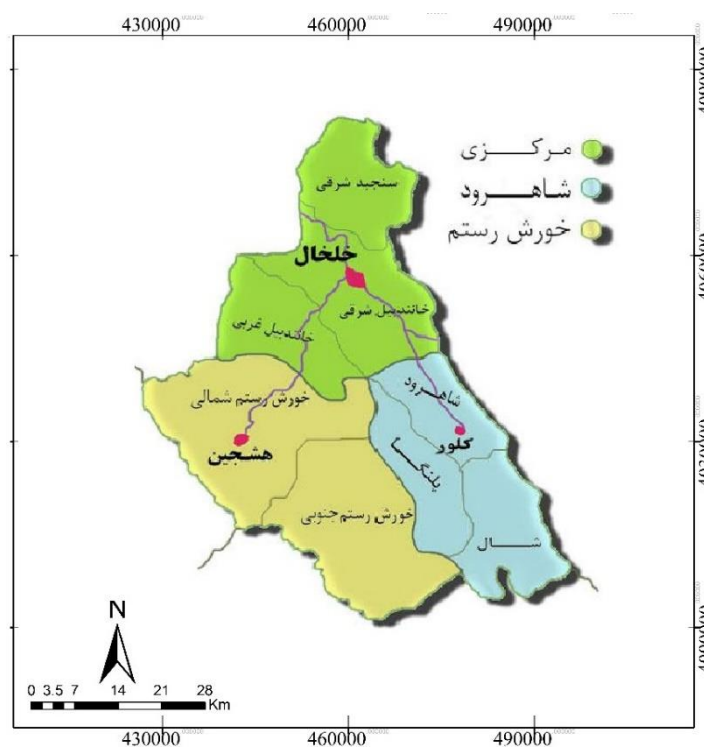 430000 460000 490000
مرکزی
شاهرود
خورش رستم
سنجبد شرقی
خلخال
خانندبیل شرقی
خانندبیل غربی
شاهرود
خورش رستم شمالی
هشجین
کلور
پلنگا
خورش رستم جنوبی
شال
N
0 3.5 7 14 21 28
Km
430000 460000 490000